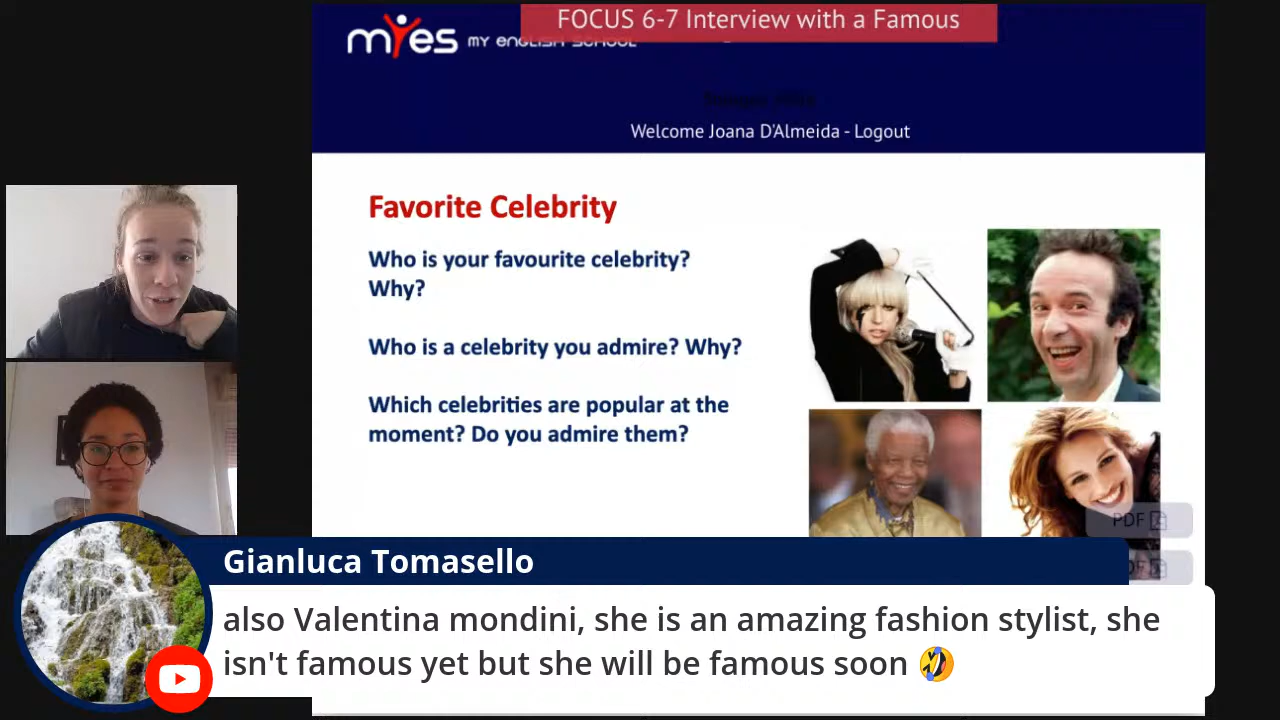 FOCUS 6-7 Interview with a Famous
myes MY ENGLISH SCHOOL
Welcome Joana D'Almeida - Logout
Favorite Celebrity
Who is your favourite celebrity?
Why?
Who is a celebrity you admire? Why?
Which celebrities are popular at the
moment? Do you admire them?
PDF
Gianluca Tomasello
also Valentina mondini, she is an amazing fashion stylist, she
isn't famous yet but she will be famous soon 🤣